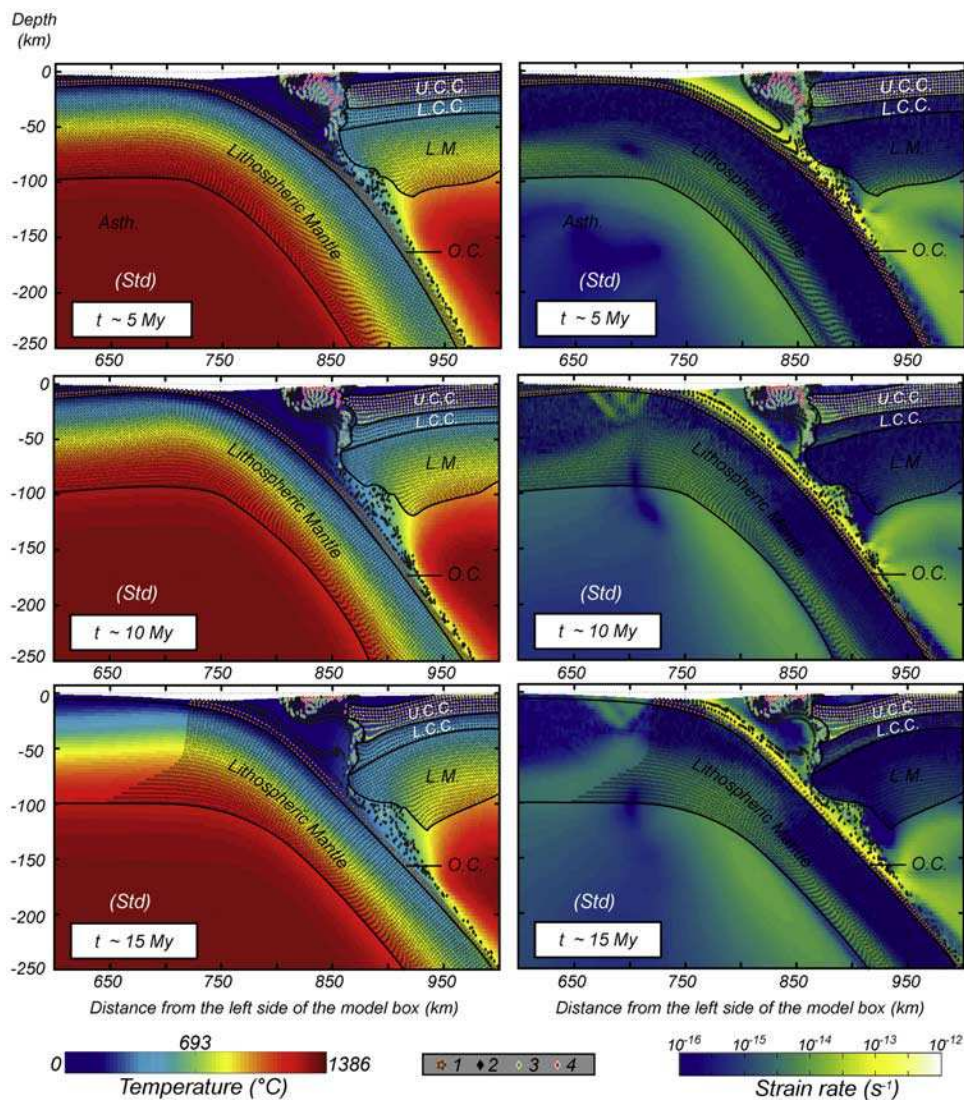 Depth
(km)
0
-50
-100
-150
-200
-250
U.C.C.
L.C.C.
L.M.
Lithospheric Mantle
Asth.
O.C.
(Std)
t ~ 5 My
650
750
850
950
U.C.C.
L.C.C.
L.M.
Lithospheric Mantle
Asth.
O.C.
(Std)
t ~ 5 My
650
750
850
950
0
-50
-100
-150
-200
-250
U.C.C.
L.C.C.
L.M.
Lithospheric Mantle
O.C.
(Std)
t ~ 10 My
650
750
850
950
U.C.C.
L.C.C.
L.M.
Lithospheric Mantle
O.C.
(Std)
t ~ 10 My
650
750
850
950
0
-50
-100
-150
-200
-250
U.C.C.
L.C.C.
L.M.
Lithospheric Mantle
O.C.
(Std)
t ~ 15 My
650
750
850
950
U.C.C.
L.C.C.
L.M.
Lithospheric Mantle
O.C.
(Std)
t ~ 15 My
650
750
850
950
Distance from the left side of the model box (km)
Distance from the left side of the model box (km)
0
693
1386
Temperature (°C)
1 2 3 4
10⁻¹⁶ 10⁻¹⁵ 10⁻¹⁴ 10⁻¹³ 10⁻¹²
Strain rate (s⁻¹)